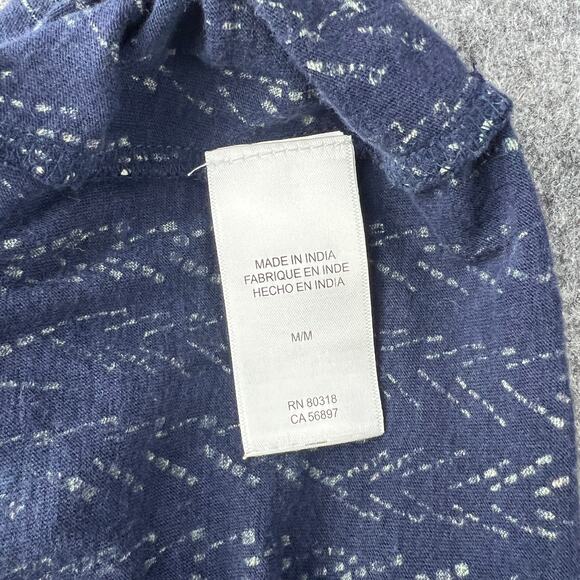 MADE IN INDIA
FABRIQUE EN INDE
HECHO EN INDIA
M/M
RN 80318
CA 56897